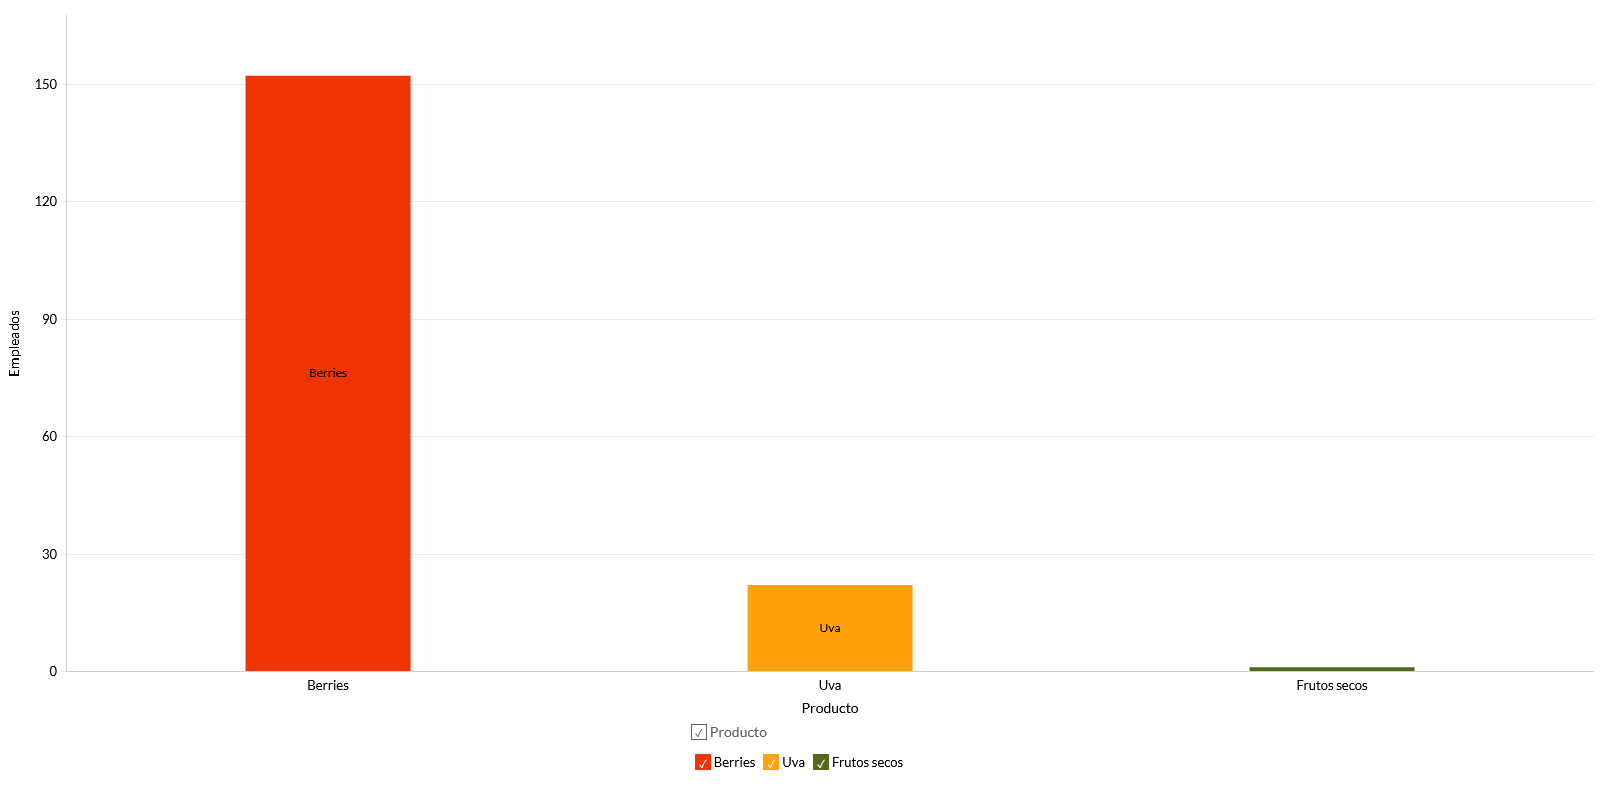 150
120
90
60
30
0
Empleados
Berries
Uva
Berries
Uva
Frutos secos
Producto
Producto
Berries
Uva
Frutos secos